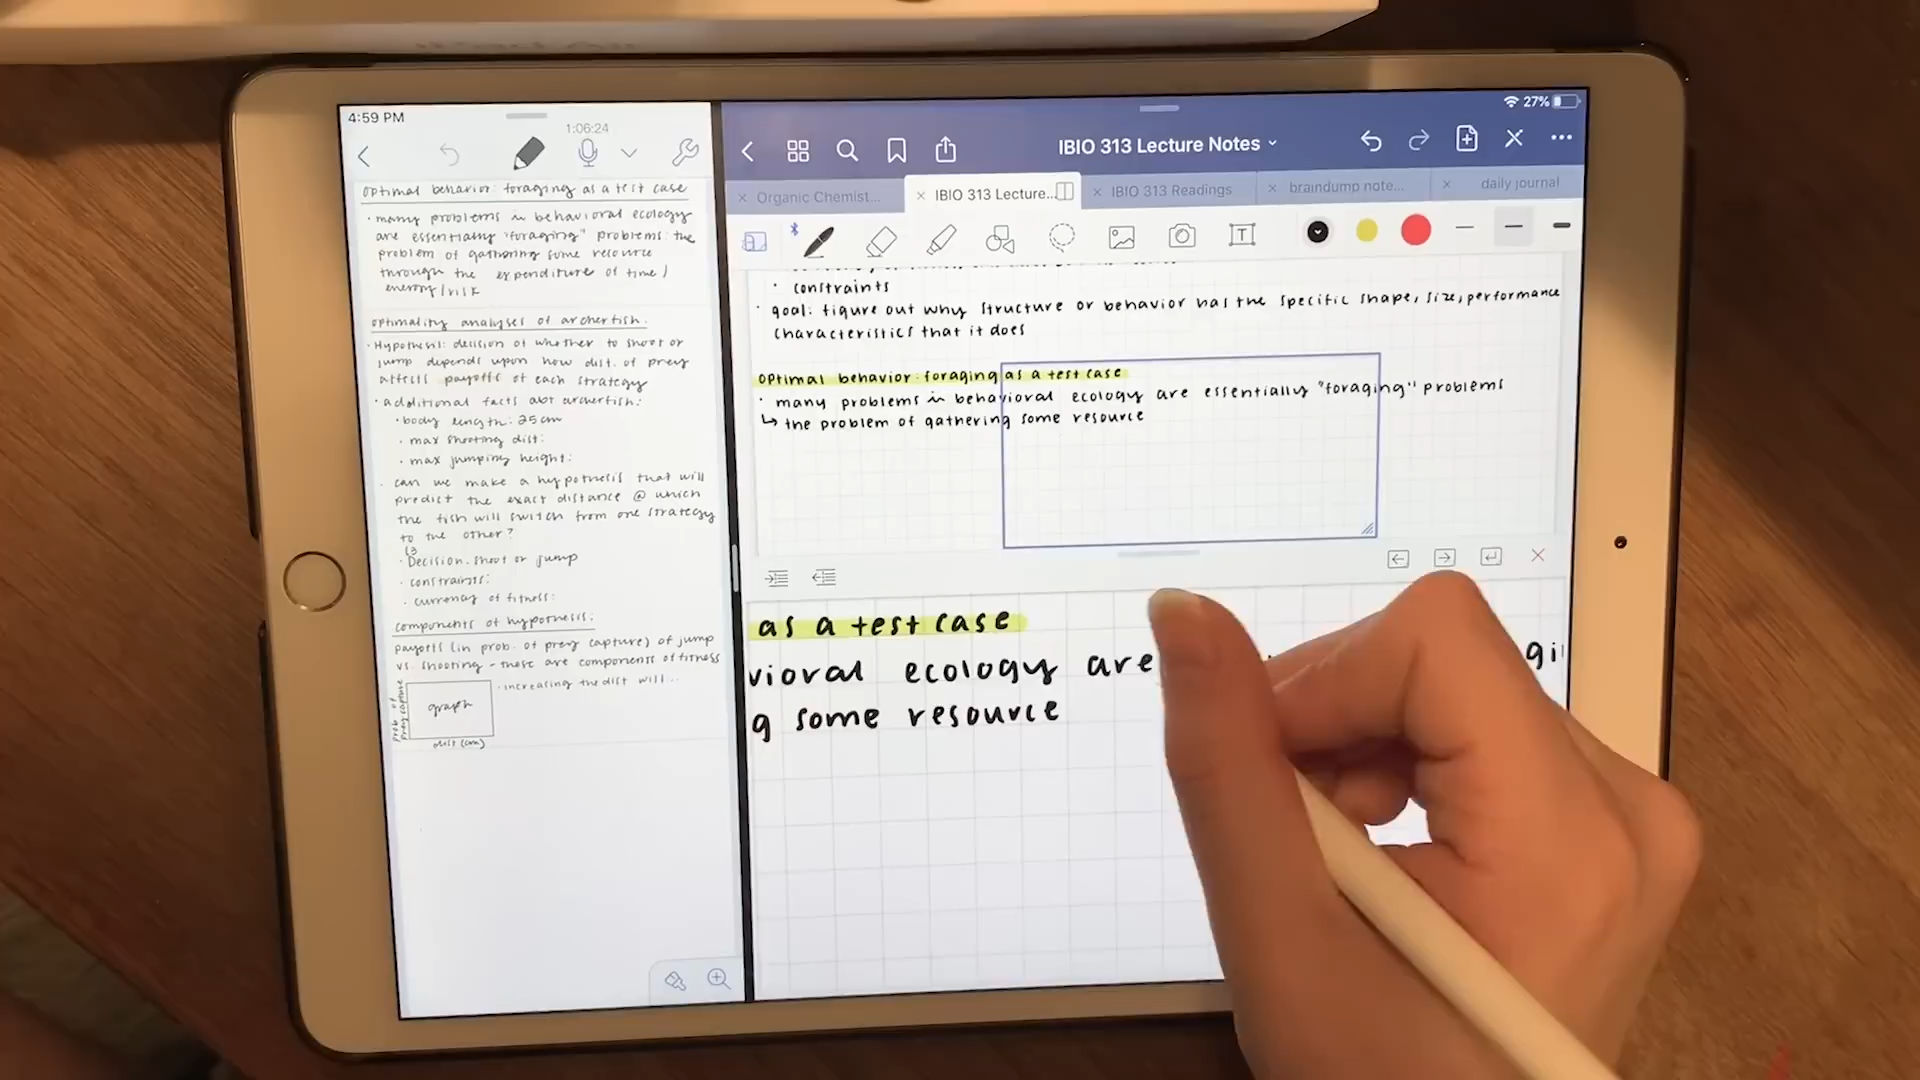 4:59 PM
1:06:24
optimal behavior: foraging as a test case
· many problems in behavioral ecology
are essentially "foraging" problems: the
problem of gathering some resource
through the expenditure of time/
energy/risk
optimality analyses of archerfish.
· Hypothesis: decision of whether to shoot or
jump depends upon how dist. of prey
affects payoffs of each strategy
· additional facts abt archerfish:
· body length: 25cm
· max shooting dist:
· max jumping height:
· can we make a hypothesis that will
predict the exact distance @ which
the fish will switch from one strategy
to the other?
· Decision: shoot or jump
· constraints:
· currency of fitness:
components of hypothesis:
payoffs (in prob. of prey capture) of jump
vs. shooting - these are components of fitness
· increasing the dist will..
prob. of
prey capture
graph
dist (cm)
27%
IBIO 313 Lecture Notes
Organic Chemist...
IBIO 313 Lecture...
IBIO 313 Readings
braindump note...
daily journal
T
· constraints
· goal: figure out why structure or behavior has the specific shape, size, performance
characteristics that it does
optimal behavior: foraging as a test case
· many problems in behavioral ecology are essentially "foraging" problems
↳ the problem of gathering some resource
as a test case
vioral ecology are
gi
g some resource